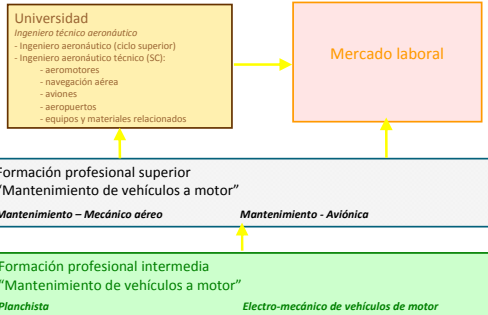 Universidad
Ingeniero técnico aeronáutico
- Ingeniero aeronáutico (ciclo superior)
- Ingeniero aeronáutico técnico (SC):
- aeromotores
- navegación aérea
- aviones
- aeropuertos
- equipos y materiales relacionados
Mercado laboral
Formación profesional superior
“Mantenimiento de vehículos a motor”
Mantenimiento – Mecánico aéreo Mantenimiento - Aviónica
Formación profesional intermedia
“Mantenimiento de vehículos a motor”
Planchista Electro-mecánico de vehículos de motor